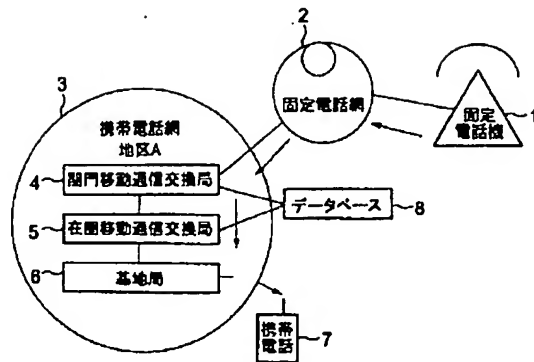 2
固定電話網
固定
電話機
1
3
携帯電話網
地区A
4
関門移動通信交換局
5
在圏移動通信交換局
6
基地局
データベース
8
携帯
電話
7